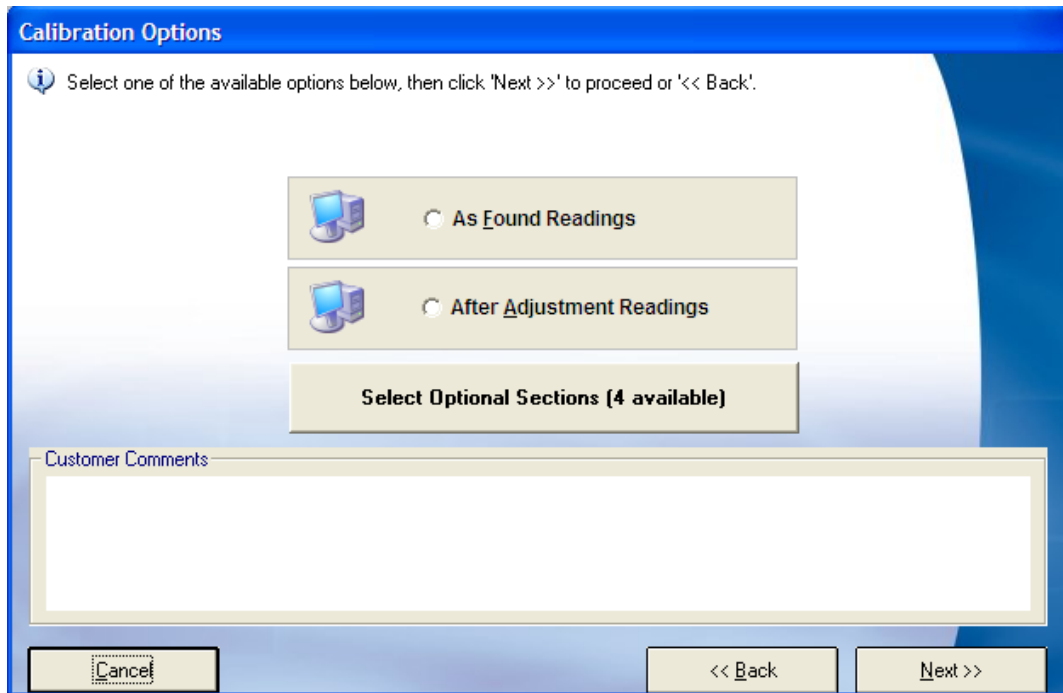 Calibration Options
Select one of the available options below, then click 'Next >>' to proceed or '<< Back'.
As Found Readings
After Adjustment Readings
Select Optional Sections (4 available)
Customer Comments
Cancel
<< Back
Next >>